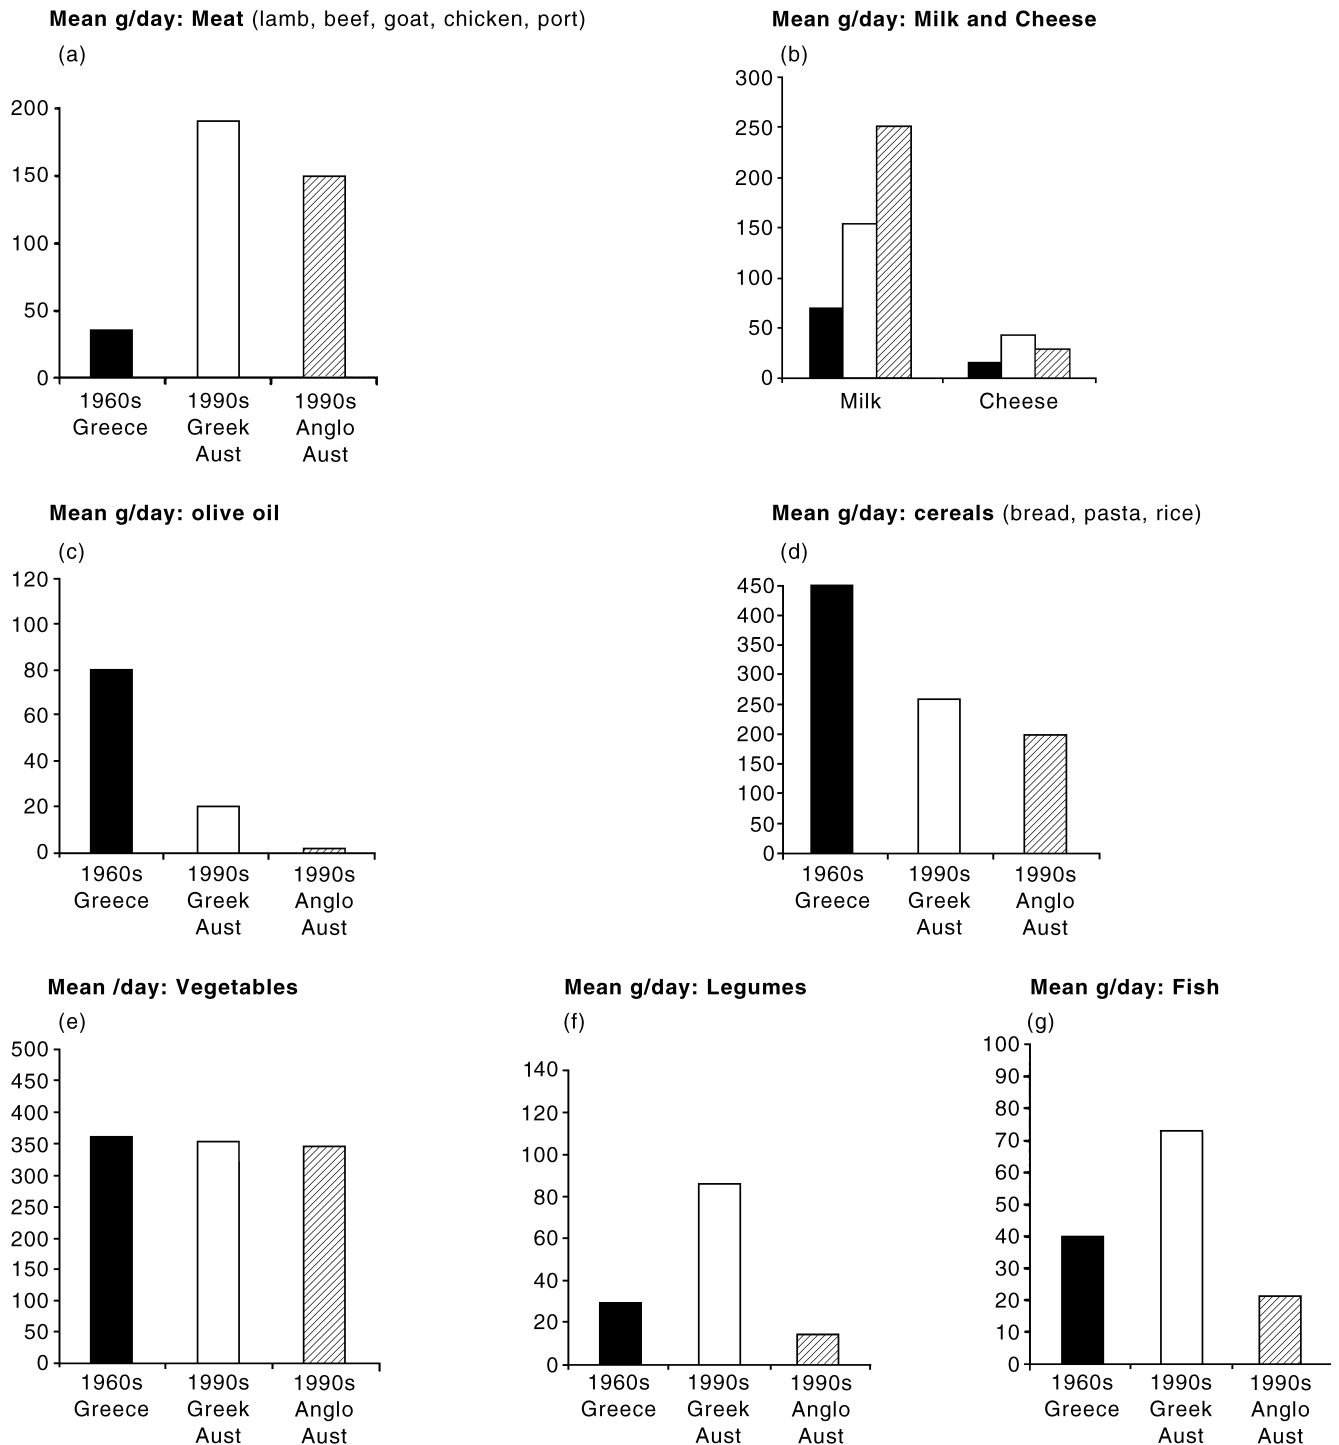 Mean g/day: Meat (lamb, beef, goat, chicken, port)
(a)
200
150
100
50
0
1960s
Greece
1990s
Greek
Aust
1990s
Anglo
Aust
Mean g/day: Milk and Cheese
(b)
300
250
200
150
100
50
0
Milk
Cheese
Mean g/day: olive oil
(c)
120
100
80
60
40
20
0
1960s
Greece
1990s
Greek
Aust
1990s
Anglo
Aust
Mean g/day: cereals (bread, pasta, rice)
(d)
450
400
350
300
250
200
150
100
50
0
1960s
Greece
1990s
Greek
Aust
1990s
Anglo
Aust
Mean /day: Vegetables
(e)
500
450
400
350
300
250
200
150
100
50
0
1960s
Greece
1990s
Greek
Aust
1990s
Anglo
Aust
Mean g/day: Legumes
(f)
140
120
100
80
60
40
20
0
1960s
Greece
1990s
Greek
Aust
1990s
Anglo
Aust
Mean g/day: Fish
(g)
100
90
80
70
60
50
40
30
20
10
0
1960s
Greece
1990s
Greek
Aust
1990s
Anglo
Aust